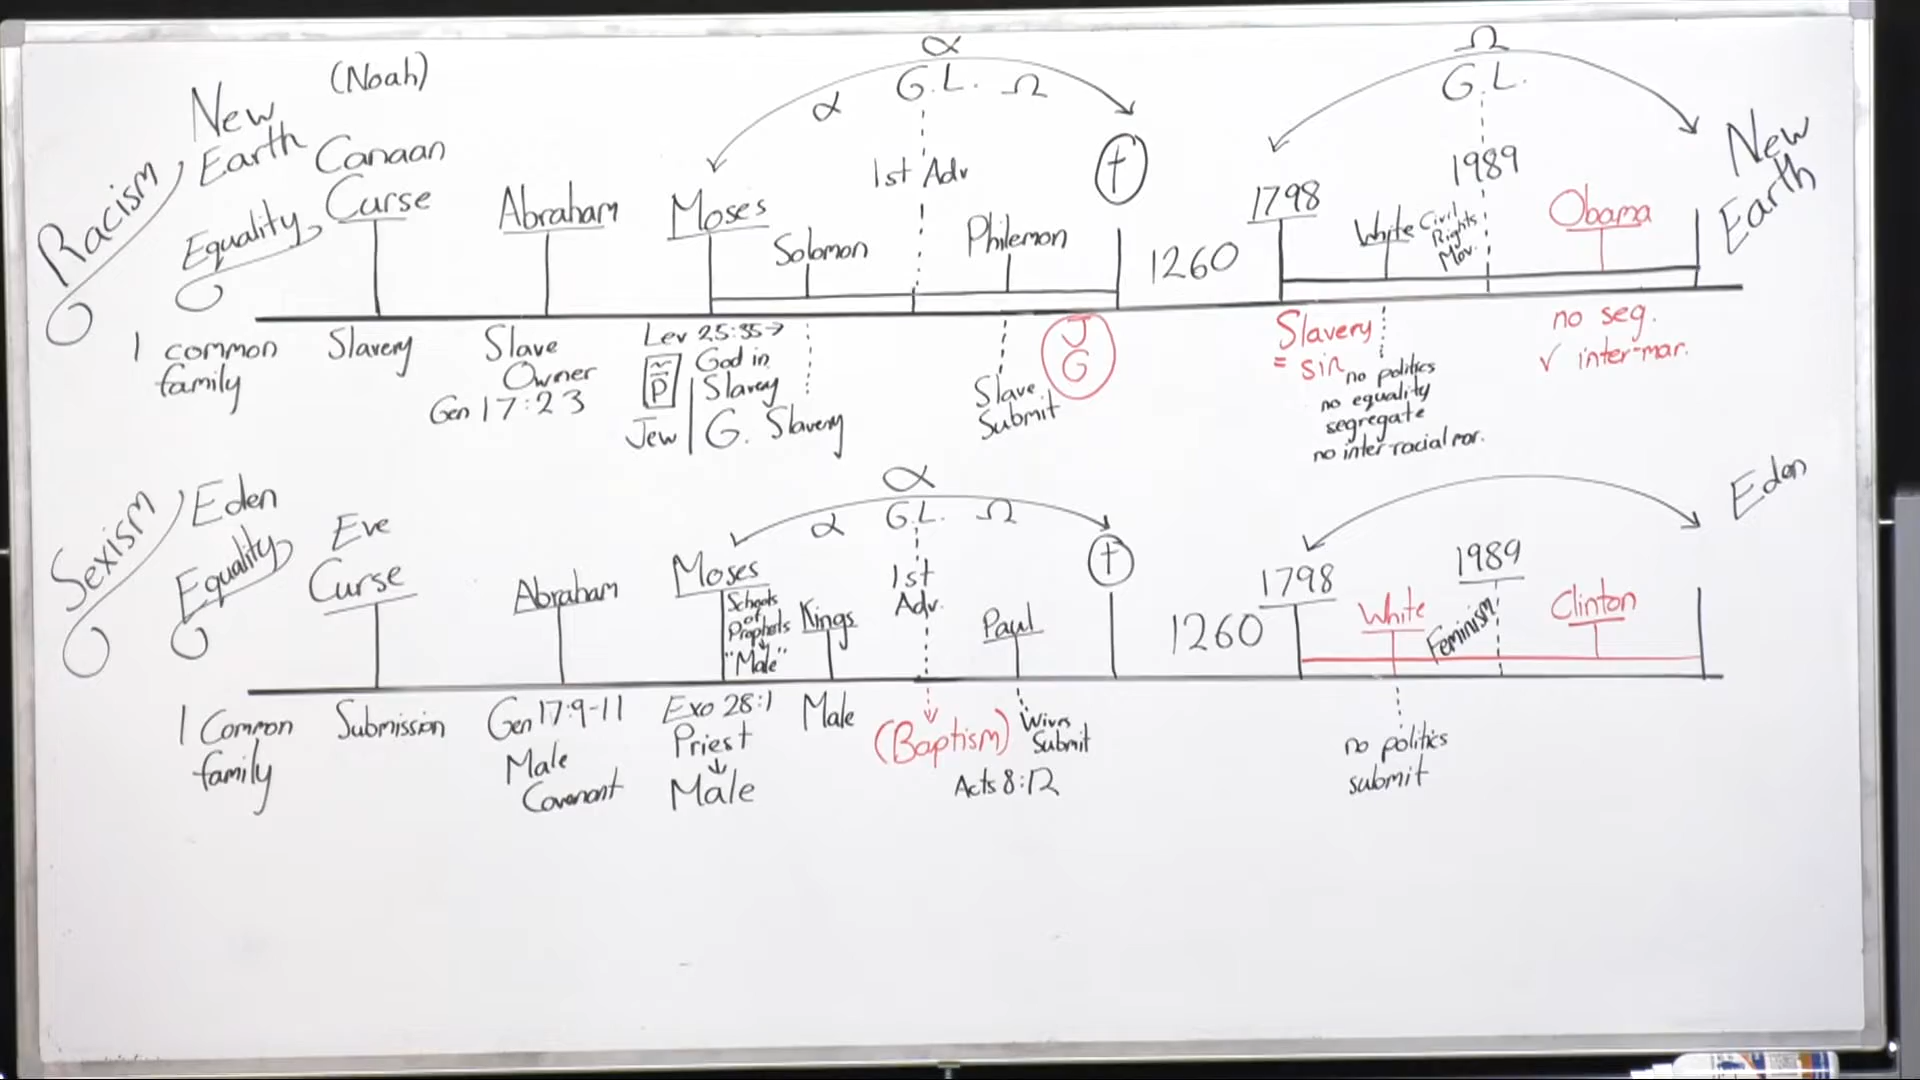 α
Ω
(Noah)
G.L.
G.L.
α
Ω
New
Earth
Racism
Canaan
Curse
†
1989
New
Earth
1st Adv
Abraham
Moses
1798
Equality
Solomon
Philemon
1260
White
Civil
Rights
Mov.
Obama
1 common
family
Slavery
Slave
Owner
Gen 17:23
Lev 25:35→
God in
Slavery
P
Jew
G. Slavery
Slave
Submit
J
G
Slavery
= sin
no politics
no equality
segregate
no inter racial mar.
no seg.
√ inter-mar.
α
Sexism
Eden
Eden
Equality
Eve
Curse
α
G.L.
Ω
†
Abraham
Moses
Schools
of
Prophets
"Male"
Kings
1st
Adv.
Paul
1260
1798
White
Feminism
1989
Clinton
1 Common
family
Submission
Gen 17:9-11
Male
Covenant
Exo 28:1
Priest
↓
Male
Male
(Baptism)
Wives
Submit
Acts 8:12
no politics
submit